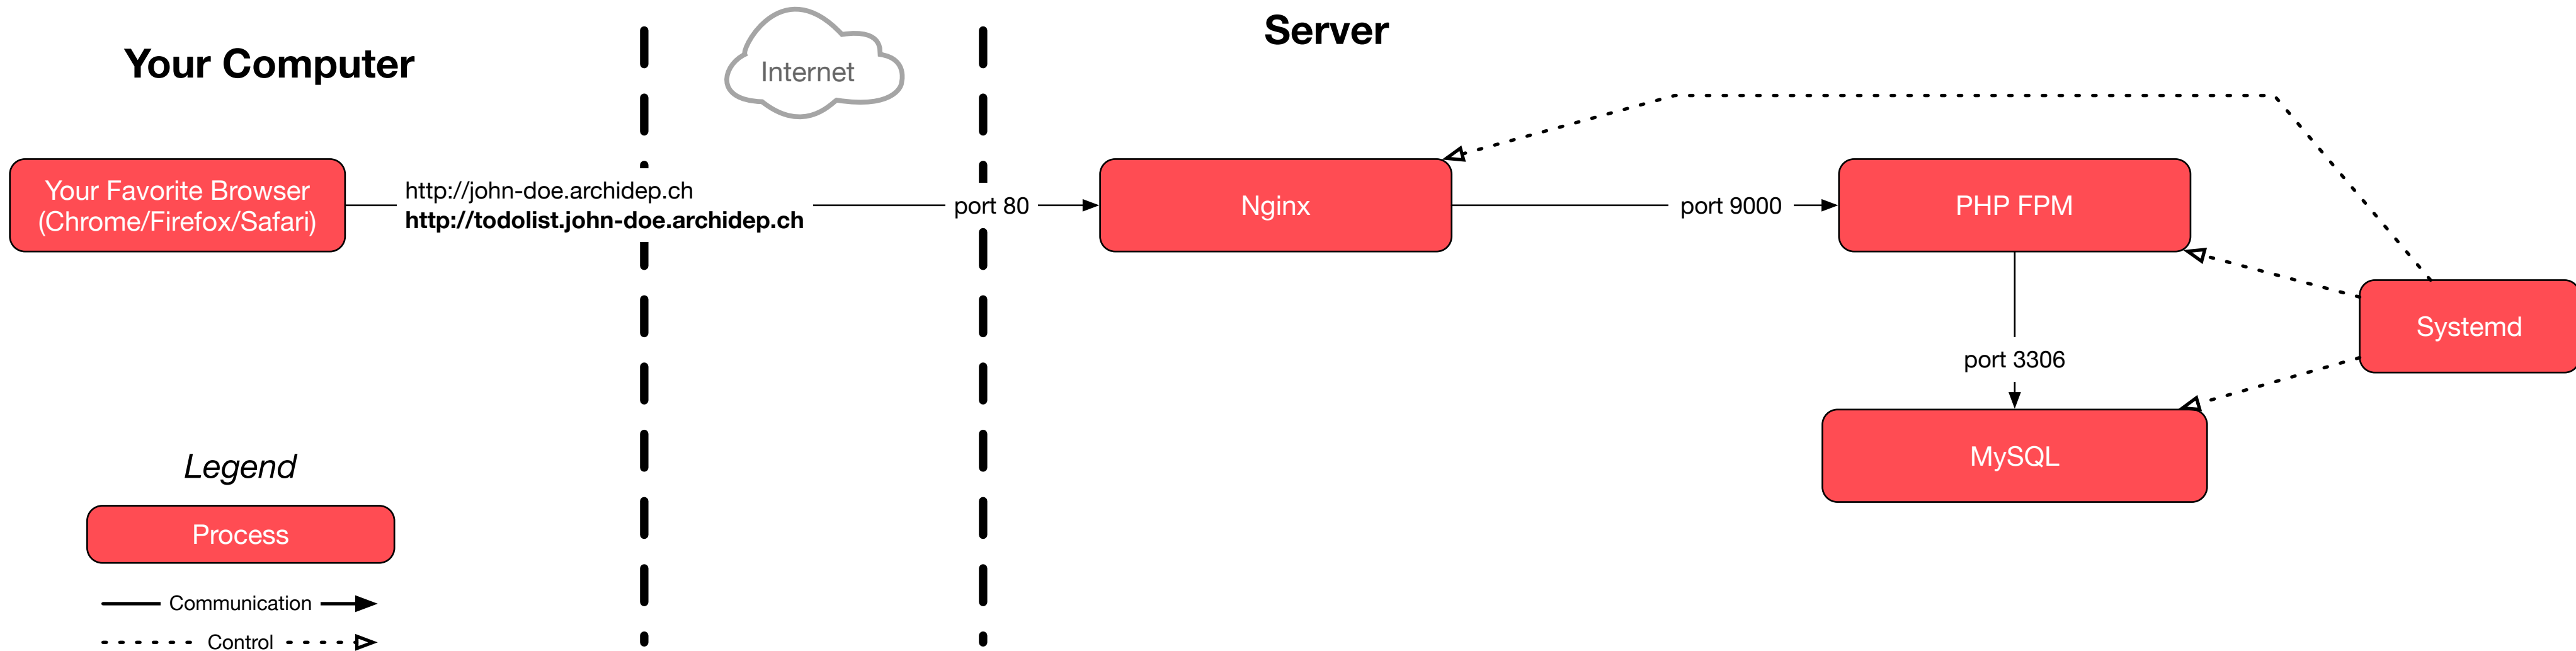 Your Computer
Internet
Server
Your Favorite Browser
(Chrome/Firefox/Safari)
http://john-doe.archidep.ch
http://todolist.john-doe.archidep.ch
port 80
Nginx
port 9000
PHP FPM
Systemd
port 3306
MySQL
Legend
Process
Communication
Control